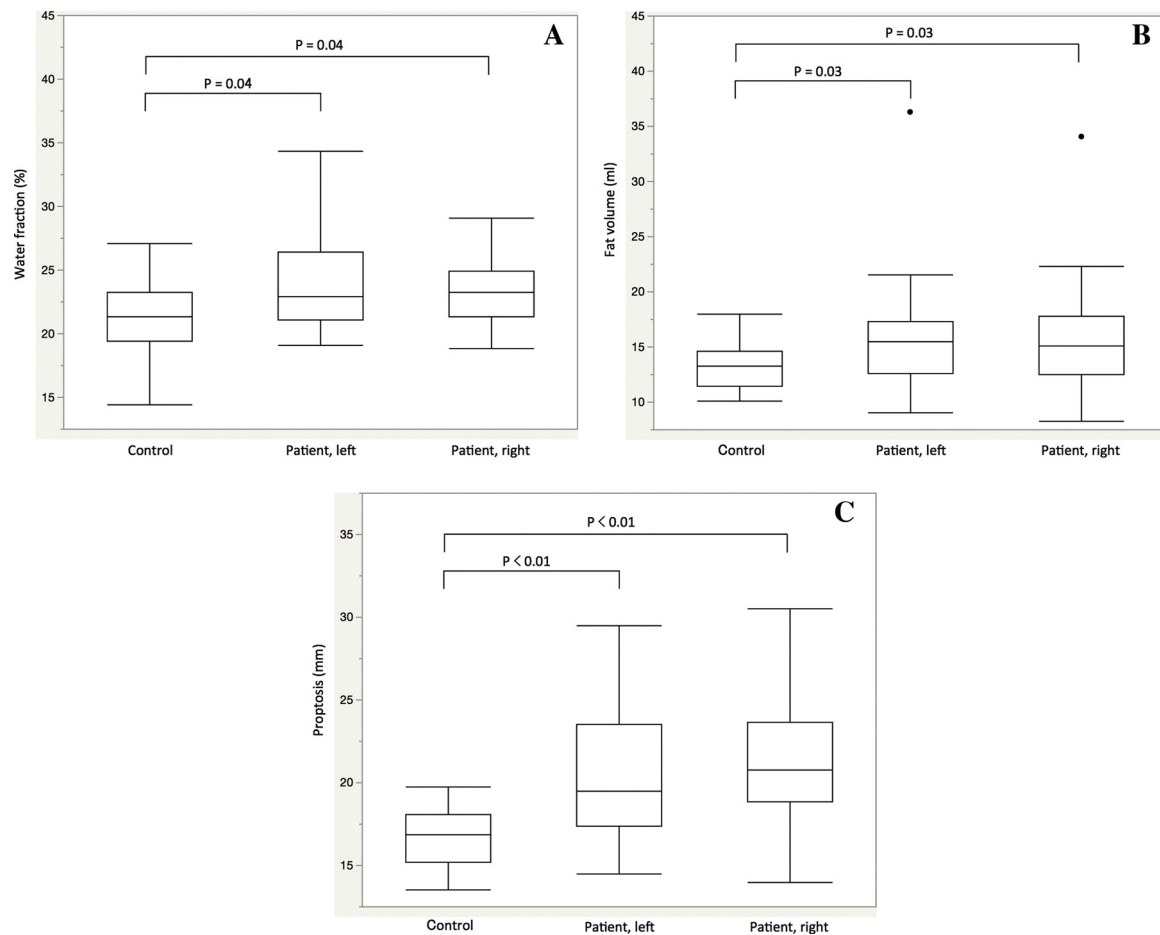 A
45
40
35
30
25
20
15
Water fraction (%)
P = 0.04
P = 0.04
Control
Patient, left
Patient, right
B
45
40
35
45
30
25
20
15
10
Fat volume (ml)
P = 0.03
P = 0.03
Control
Patient, left
Patient, right
C
35
30
25
20
15
Proptosis (mm)
P < 0.01
P < 0.01
Control
Patient, left
Patient, right